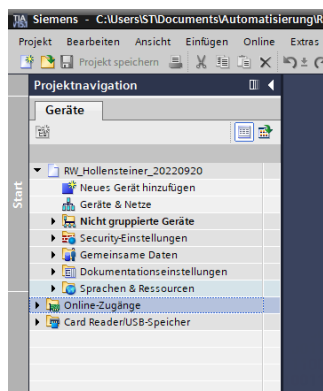 Siemens - C:\Users\ST\Documents\Automatisierung\R
Projekt Bearbeiten Ansicht Einfügen Online Extras
Projekt speichern
Projektnavigation
Geräte
Start
RW_Hollensteiner_20220920
Neues Gerät hinzufügen
Geräte & Netze
Nicht gruppierte Geräte
Security-Einstellungen
Gemeinsame Daten
Dokumentationseinstellungen
Sprachen & Ressourcen
Online-Zugänge
Card Reader/USB-Speicher